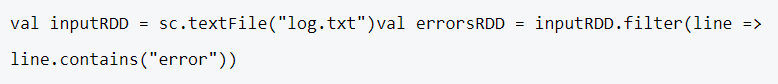 val inputRDD = sc.textFile("log.txt")val errorsRDD = inputRDD.filter(line =>
line.contains("error"))